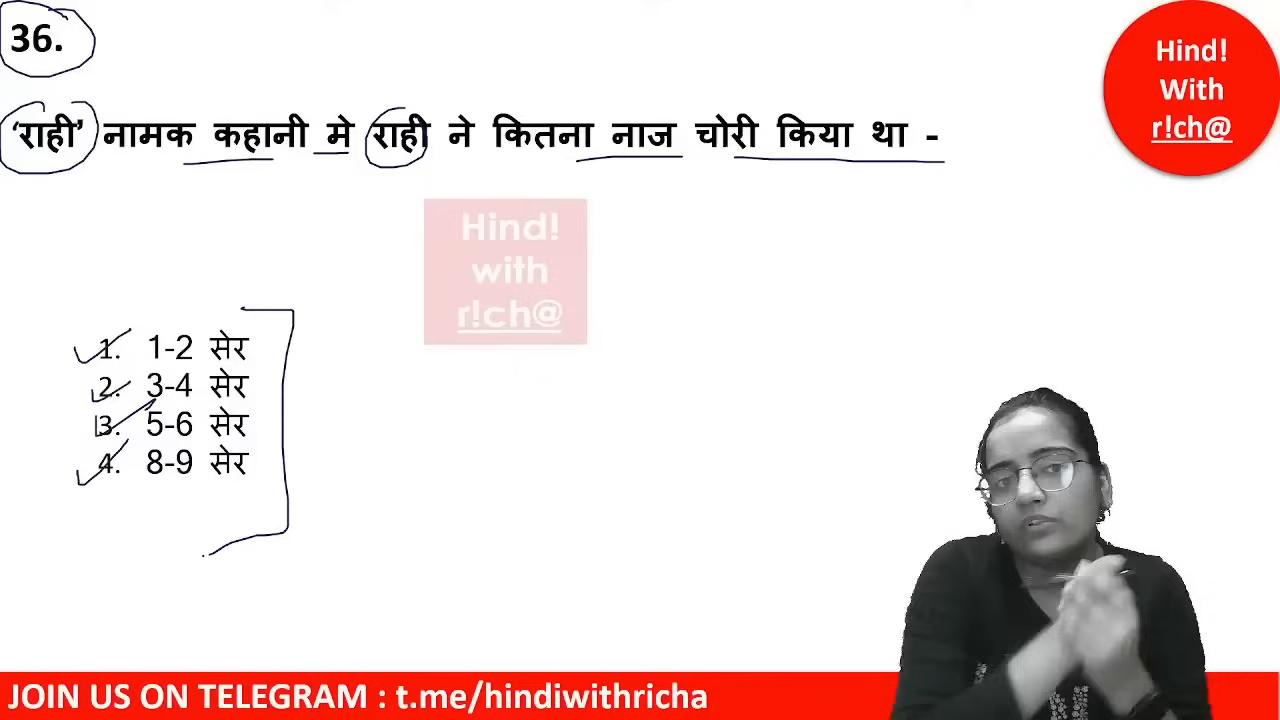 36.
Hind!
With
r!ch@
‘राही’ नामक कहानी मे राही ने कितना नाज चोरी किया था -
Hind!
with
r!ch@
1. 1-2 सेर
2. 3-4 सेर
3. 5-6 सेर
4. 8-9 सेर
JOIN US ON TELEGRAM : t.me/hindiwithricha